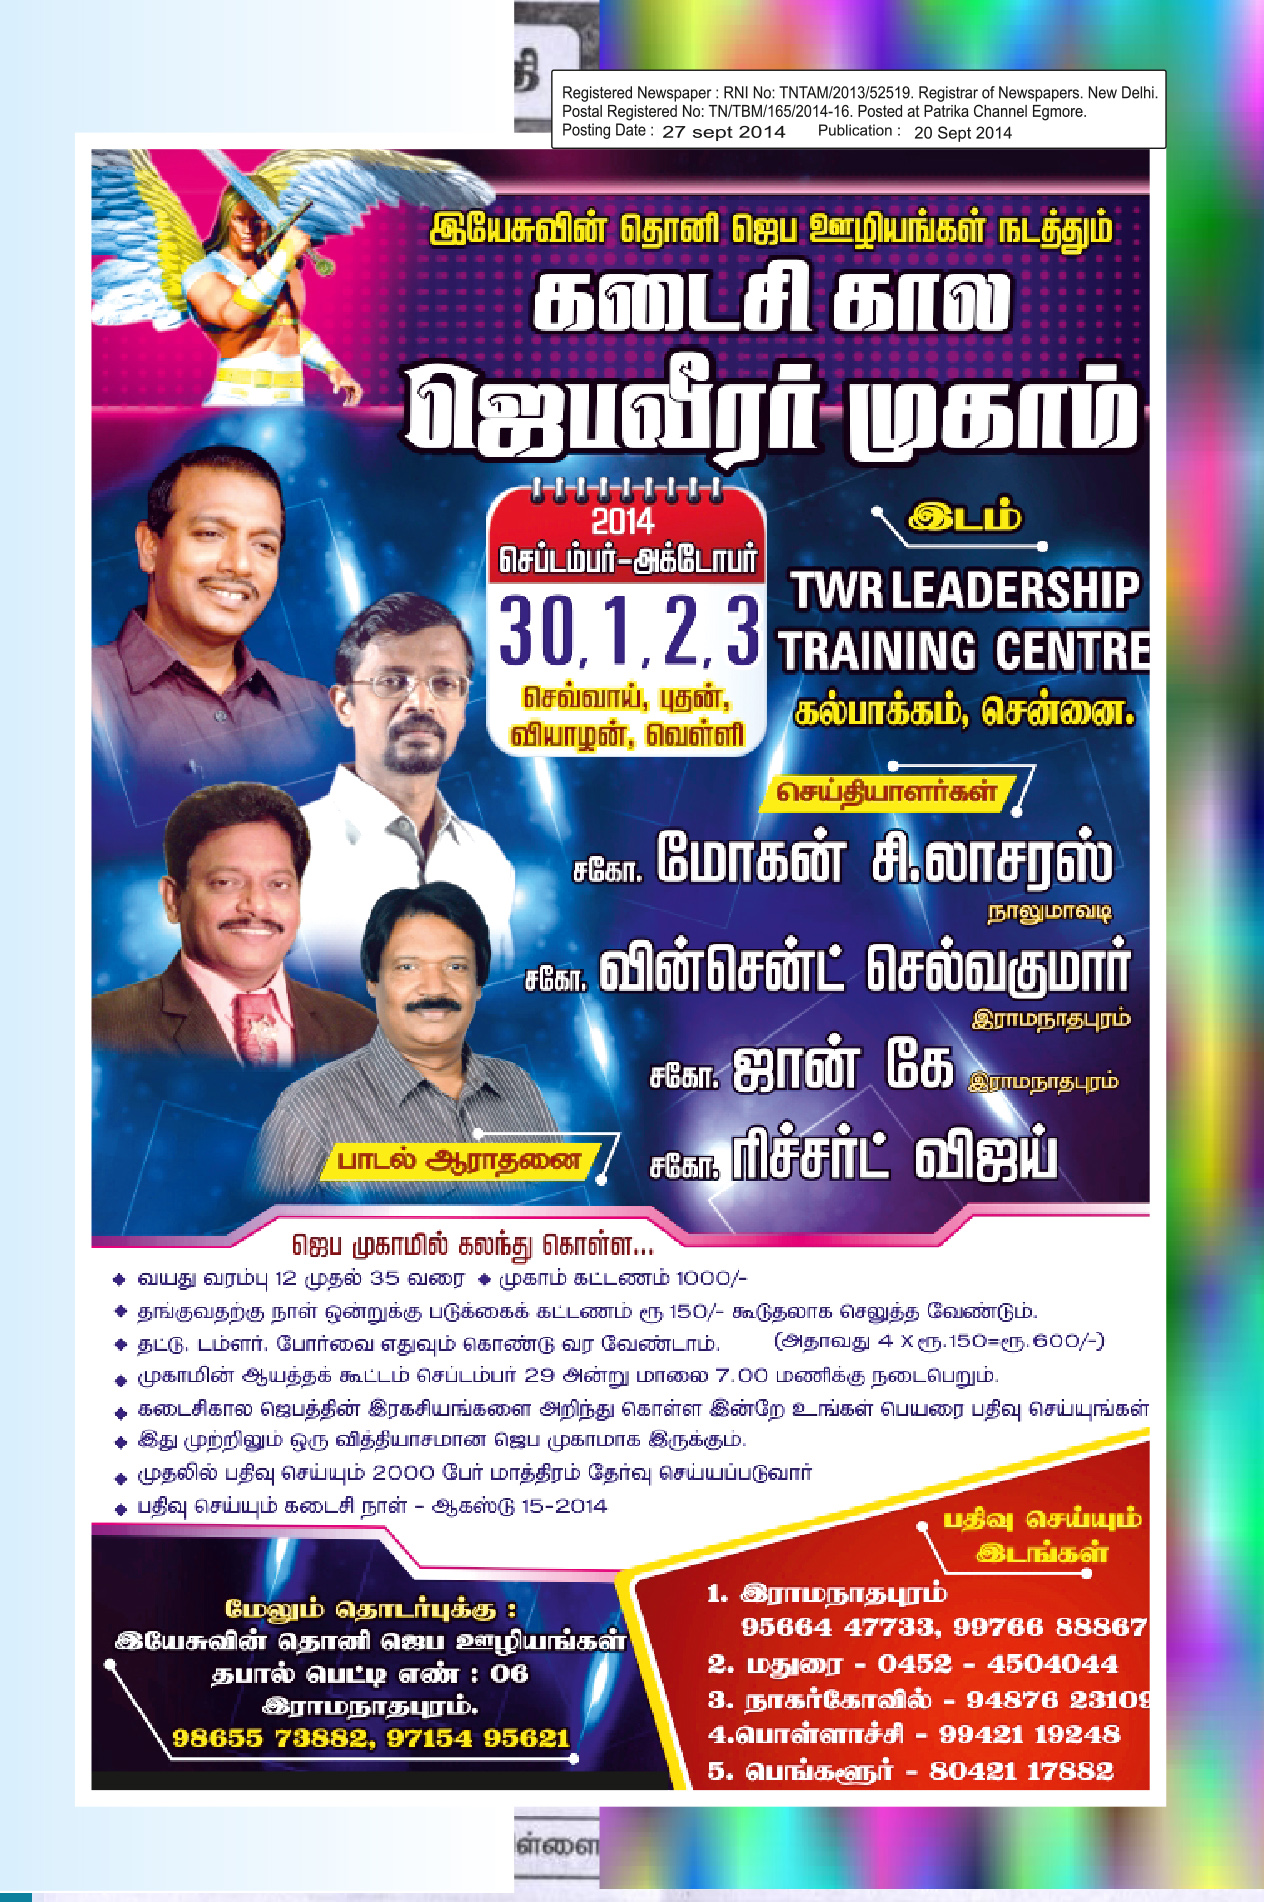 தி
Registered Newspaper : RNI No: TNTAM/2013/52519. Registrar of Newspapers. New Delhi.
Postal Registered No: TN/TBM/165/2014-16. Posted at Patrika Channel Egmore.
Posting Date : 27 sept 2014 Publication : 20 Sept 2014
இயேசுவின் தொனி ஜெப ஊழியங்கள் நடத்தும்
கடைசி கால
ஜெபவீரர் முகாம்
2014
செப்டம்பர்-அக்டோபர்
30, 1, 2, 3
செவ்வாய், புதன்,
வியாழன், வெள்ளி
இடம்
TWR LEADERSHIP
TRAINING CENTRE
கல்பாக்கம், சென்னை.
செய்தியாளர்கள்
சகோ. மோகன் சி.லாசரஸ்
நாலுமாவடி
சகோ. வின்சென்ட் செல்வகுமார்
இராமநாதபுரம்
சகோ. ஜான் கே இராமநாதபுரம்
பாடல் ஆராதனை
சகோ. ரிச்சர்ட் விஜய்
ஜெப முகாமில் கலந்து கொள்ள...
வயது வரம்பு 12 முதல் 35 வரை ◆ முகாம் கட்டணம் 1000/-
தங்குவதற்கு நாள் ஒன்றுக்கு படுக்கைக் கட்டணம் ரூ 150/- கூடுதலாக செலுத்த வேண்டும்.
தட்டு. டம்ளர். போர்வை எதுவும் கொண்டு வர வேண்டாம். (அதாவது 4 X ரூ.150=ரூ.600/-)
முகாமின் ஆயத்தக் கூட்டம் செப்டம்பர் 29 அன்று மாலை 7.00 மணிக்கு நடைபெறும்.
கடைசிகால ஜெபத்தின் இரகசியங்களை அறிந்து கொள்ள இன்றே உங்கள் பெயரை பதிவு செய்யுங்கள்
இது முற்றிலும் ஒரு வித்தியாசமான ஜெப முகாமாக இருக்கும்.
முதலில் பதிவு செய்யும் 2000 பேர் மாத்திரம் தேர்வு செய்யப்படுவார்
பதிவு செய்யும் கடைசி நாள் - ஆகஸ்டு 15-2014
மேலும் தொடர்புக்கு :
இயேசுவின் தொனி ஜெப ஊழியங்கள்
தபால் பெட்டி எண் : 06
இராமநாதபுரம்.
98655 73882, 97154 95621
பதிவு செய்யும்
இடங்கள்
1. இராமநாதபுரம்
95664 47733, 99766 88867
2. மதுரை - 0452 - 4504044
3. நாகர்கோவில் - 94876 23109
4.பொள்ளாச்சி - 99421 19248
5. பெங்களூர் - 80421 17882
ள்ளை